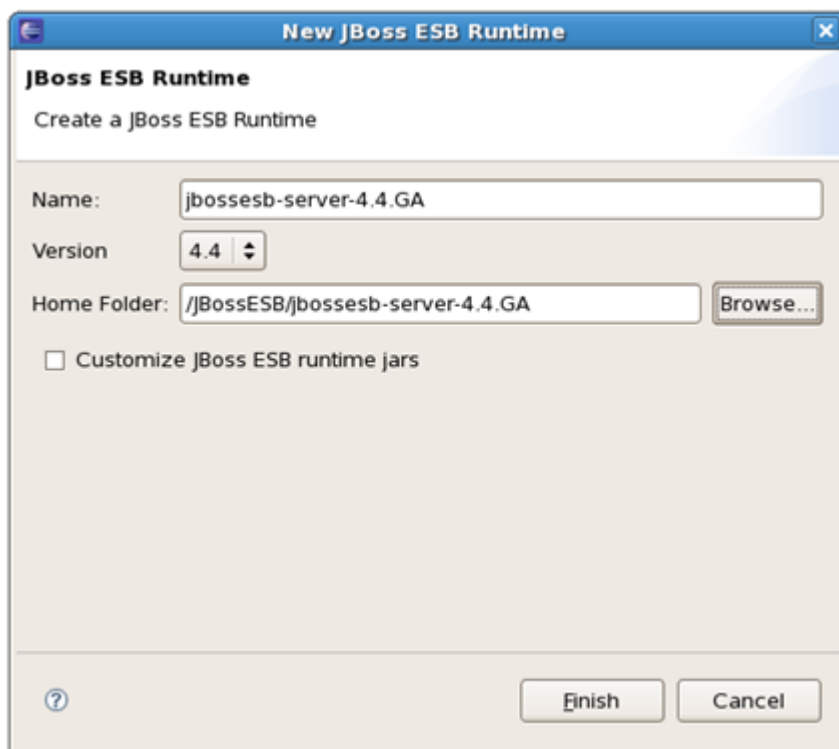 New JBoss ESB Runtime
JBoss ESB Runtime
Create a JBoss ESB Runtime
Name: jbossesb-server-4.4.GA
Version 4.4
Home Folder: /JBossESB/jbossesb-server-4.4.GA Browse...
Customize JBoss ESB runtime jars
? Finish Cancel